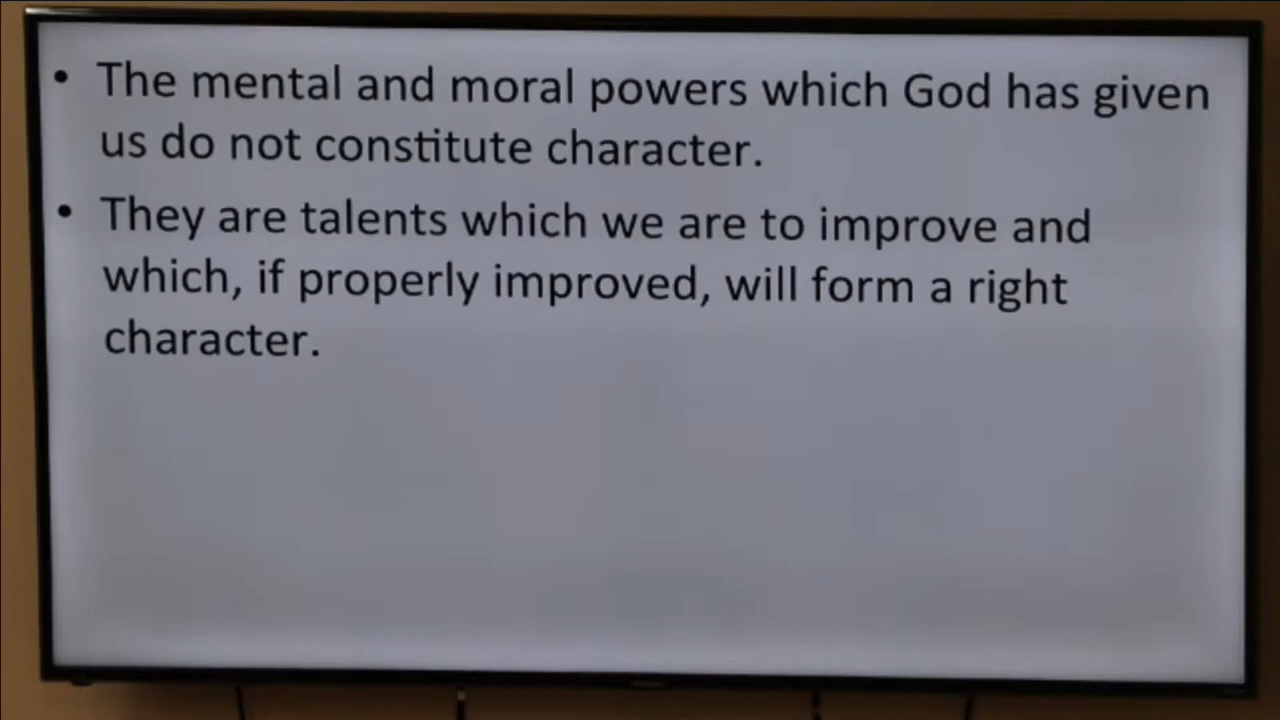 • The mental and moral powers which God has given
us do not constitute character.
• They are talents which we are to improve and
which, if properly improved, will form a right
character.